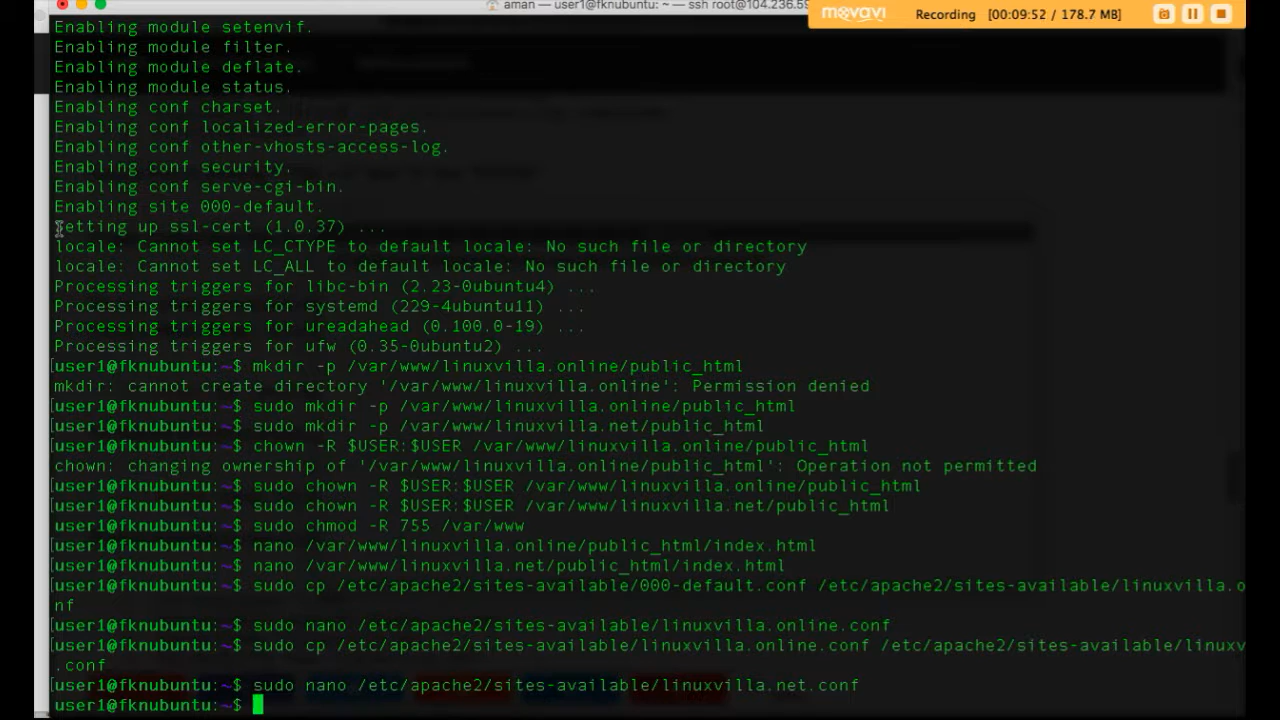 aman — user1@fknubuntu: ~ — ssh root@104.236.59
movavi
Recording [00:09:52 / 178.7 MB]
Enabling module setenvif.
Enabling module filter.
Enabling module deflate.
Enabling module status.
Enabling conf charset.
Enabling conf localized-error-pages.
Enabling conf other-vhosts-access-log.
Enabling conf security.
Enabling conf serve-cgi-bin.
Enabling site 000-default.
Setting up ssl-cert (1.0.37) ...
locale: Cannot set LC_CTYPE to default locale: No such file or directory
locale: Cannot set LC_ALL to default locale: No such file or directory
Processing triggers for libc-bin (2.23-0ubuntu4) ...
Processing triggers for systemd (229-4ubuntu11) ...
Processing triggers for ureadahead (0.100.0-19) ...
Processing triggers for ufw (0.35-0ubuntu2) ...
[user1@fknubuntu:~$ mkdir -p /var/www/linuxvilla.online/public_html
mkdir: cannot create directory '/var/www/linuxvilla.online': Permission denied
[user1@fknubuntu:~$ sudo mkdir -p /var/www/linuxvilla.online/public_html
[user1@fknubuntu:~$ sudo mkdir -p /var/www/linuxvilla.net/public_html
[user1@fknubuntu:~$ chown -R $USER:$USER /var/www/linuxvilla.online/public_html
chown: changing ownership of '/var/www/linuxvilla.online/public_html': Operation not permitted
[user1@fknubuntu:~$ sudo chown -R $USER:$USER /var/www/linuxvilla.online/public_html
[user1@fknubuntu:~$ sudo chown -R $USER:$USER /var/www/linuxvilla.net/public_html
[user1@fknubuntu:~$ sudo chmod -R 755 /var/www
[user1@fknubuntu:~$ nano /var/www/linuxvilla.online/public_html/index.html
[user1@fknubuntu:~$ nano /var/www/linuxvilla.net/public_html/index.html
[user1@fknubuntu:~$ sudo cp /etc/apache2/sites-available/000-default.conf /etc/apache2/sites-available/linuxvilla.o
nf
[user1@fknubuntu:~$ sudo nano /etc/apache2/sites-available/linuxvilla.online.conf
[user1@fknubuntu:~$ sudo cp /etc/apache2/sites-available/linuxvilla.online.conf /etc/apache2/sites-available/linuxv
.conf
[user1@fknubuntu:~$ sudo nano /etc/apache2/sites-available/linuxvilla.net.conf
user1@fknubuntu:~$